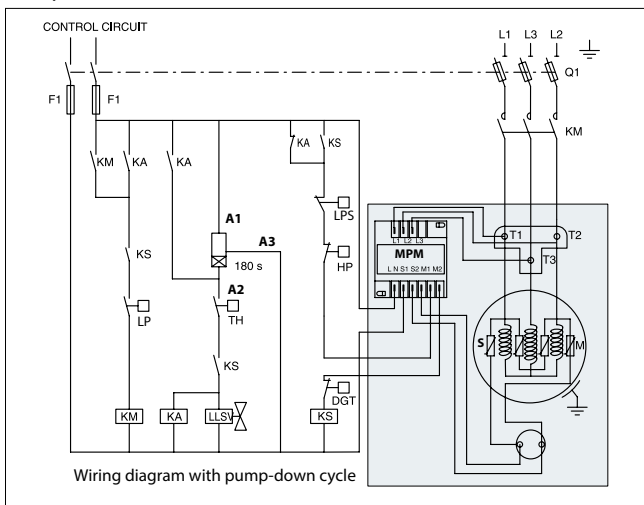 CONTROL CIRCUIT
L1 L3 L2
Q1
F1 F1
KM
KM KA KA KA KS
A1
A3
180 s
LPS
HP
A2
TH
KS
LP
KS
DGT
KM KA LLSV KS
L1 L2 L3
MPM
L N S1 S2 M1 M2
T1 T2
T3
S M
Wiring diagram with pump-down cycle